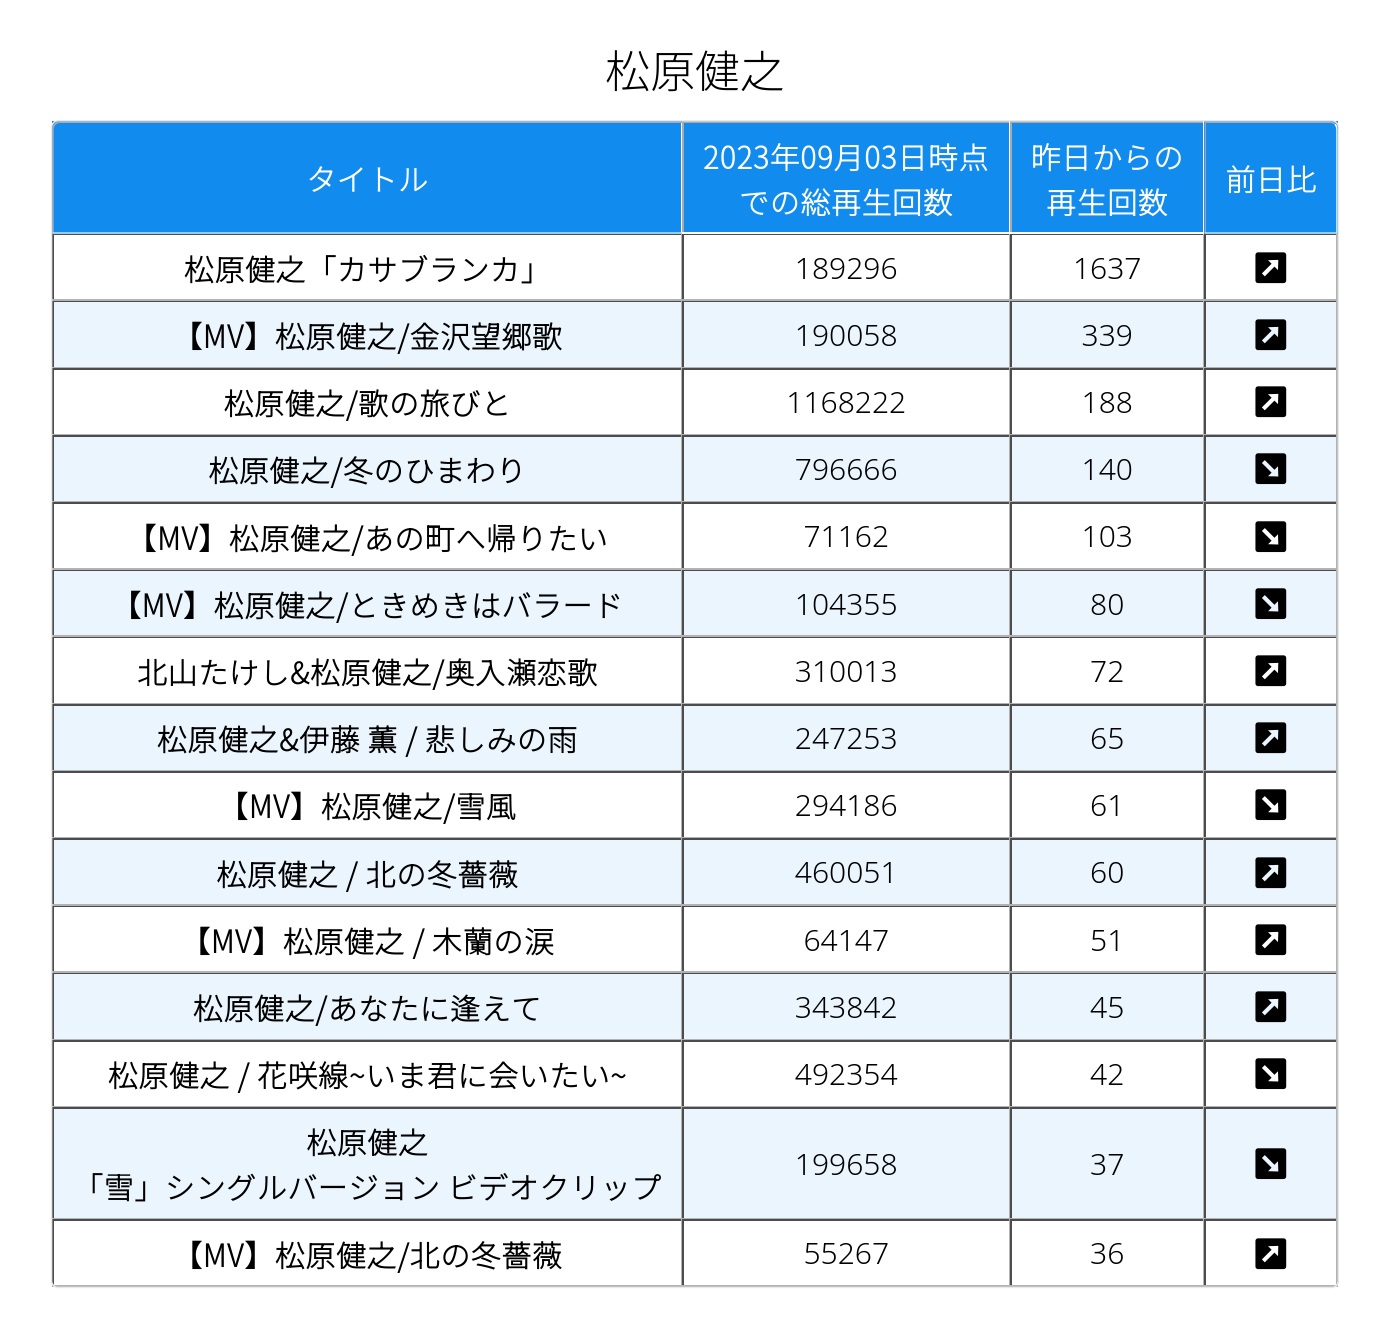 松原健之
タイトル
2023年09月03日時点
での総再生回数
昨日からの
再生回数
前日比
松原健之「カサブランカ」 189296 1637
【MV】松原健之/金沢望郷歌 190058 339
松原健之/歌の旅びと 1168222 188
松原健之/冬のひまわり 796666 140
【MV】松原健之/あの町へ帰りたい 71162 103
【MV】松原健之/ときめきはバラード 104355 80
北山たけし&松原健之/奥入瀬恋歌 310013 72
松原健之&伊藤 薫 / 悲しみの雨 247253 65
【MV】松原健之/雪風 294186 61
松原健之 / 北の冬薔薇 460051 60
【MV】松原健之 / 木蘭の涙 64147 51
松原健之/あなたに逢えて 343842 45
松原健之 / 花咲線~いま君に会いたい~ 492354 42
松原健之
「雪」シングルバージョン ビデオクリップ 199658 37
【MV】松原健之/北の冬薔薇 55267 36